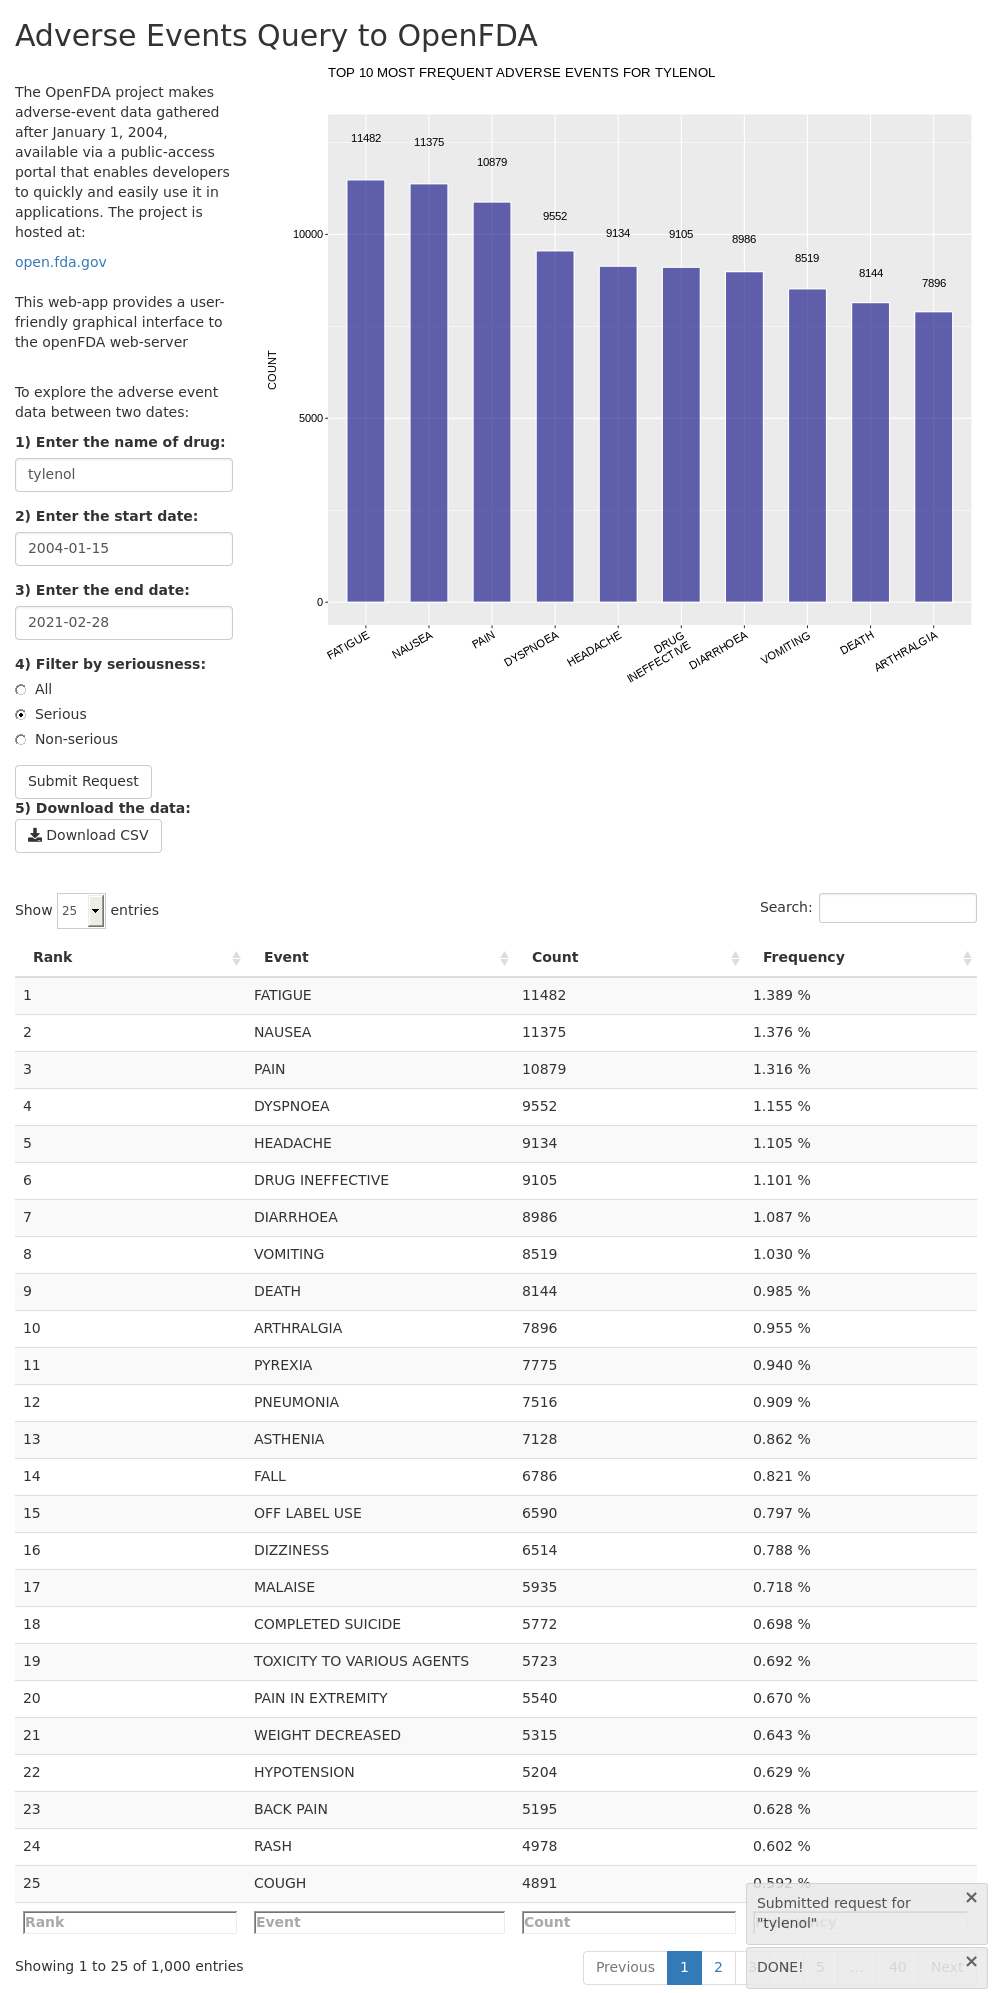 Adverse Events Query to OpenFDA
The OpenFDA project makes
adverse-event data gathered
after January 1, 2004,
available via a public-access
portal that enables developers
to quickly and easily use it in
applications. The project is
hosted at:
open.fda.gov
This web-app provides a user-
friendly graphical interface to
the openFDA web-server
To explore the adverse event
data between two dates:
1) Enter the name of drug:
tylenol
2) Enter the start date:
2004-01-15
3) Enter the end date:
2021-02-28
4) Filter by seriousness:
All
Serious
Non-serious
Submit Request
5) Download the data:
Download CSV
TOP 10 MOST FREQUENT ADVERSE EVENTS FOR TYLENOL
11482
11375
10879
9552
9134
9105
8986
8519
8144
7896
10000
5000
0
COUNT
FATIGUE
NAUSEA
PAIN
DYSPNOEA
HEADACHE
DRUG
INEFFECTIVE
DIARRHOEA
VOMITING
DEATH
ARTHRALGIA
Show 25 entries
Search:
Rank Event Count Frequency
1 FATIGUE 11482 1.389 %
2 NAUSEA 11375 1.376 %
3 PAIN 10879 1.316 %
4 DYSPNOEA 9552 1.155 %
5 HEADACHE 9134 1.105 %
6 DRUG INEFFECTIVE 9105 1.101 %
7 DIARRHOEA 8986 1.087 %
8 VOMITING 8519 1.030 %
9 DEATH 8144 0.985 %
10 ARTHRALGIA 7896 0.955 %
11 PYREXIA 7775 0.940 %
12 PNEUMONIA 7516 0.909 %
13 ASTHENIA 7128 0.862 %
14 FALL 6786 0.821 %
15 OFF LABEL USE 6590 0.797 %
16 DIZZINESS 6514 0.788 %
17 MALAISE 5935 0.718 %
18 COMPLETED SUICIDE 5772 0.698 %
19 TOXICITY TO VARIOUS AGENTS 5723 0.692 %
20 PAIN IN EXTREMITY 5540 0.670 %
21 WEIGHT DECREASED 5315 0.643 %
22 HYPOTENSION 5204 0.629 %
23 BACK PAIN 5195 0.628 %
24 RASH 4978 0.602 %
25 COUGH 4891 0.592 %
Rank Event Count
Submitted request for
"tylenol"
Showing 1 to 25 of 1,000 entries
Previous 1 2 3 5 ... 40 Next
DONE!